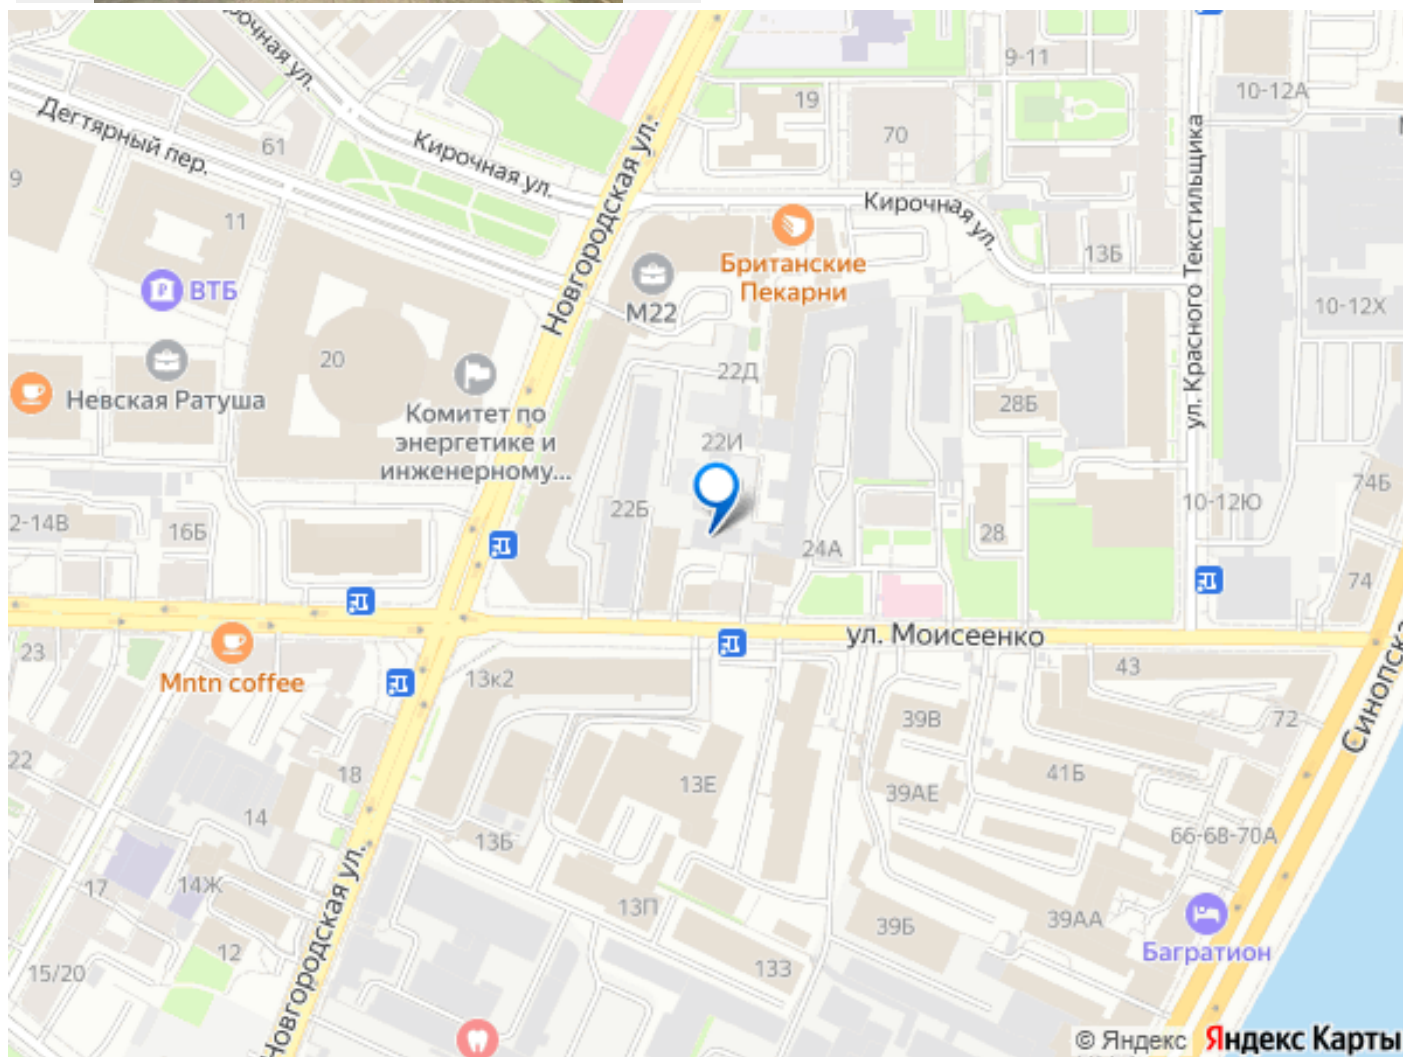 9-11
10-12А
19
70
61
Кирочная ул.
Дегтярный пер.
Кирочная ул.
Новгородская ул.
ул. Красного Текстильщика
9
11
Кирочная ул.
13Б
Британские
Пекарни
ВТБ
М22
10-12Х
20
22Д
Невская Ратуша
Комитет по
энергетике и
инженерному...
28Б
22И
22Б
74Б
10-12Ю
2-14В
16Б
28
24А
74
ул. Моисеенко
23
Mntn coffee
13к2
43
39В
72
Синопска
22
18
13Е
41Б
39АЕ
14
13Б
66-68-70А
17
14Ж
13П
39Б
39АА
Багратион
12
15/20
133
Новгородская ул.
© Яндекс
Яндекс Карты